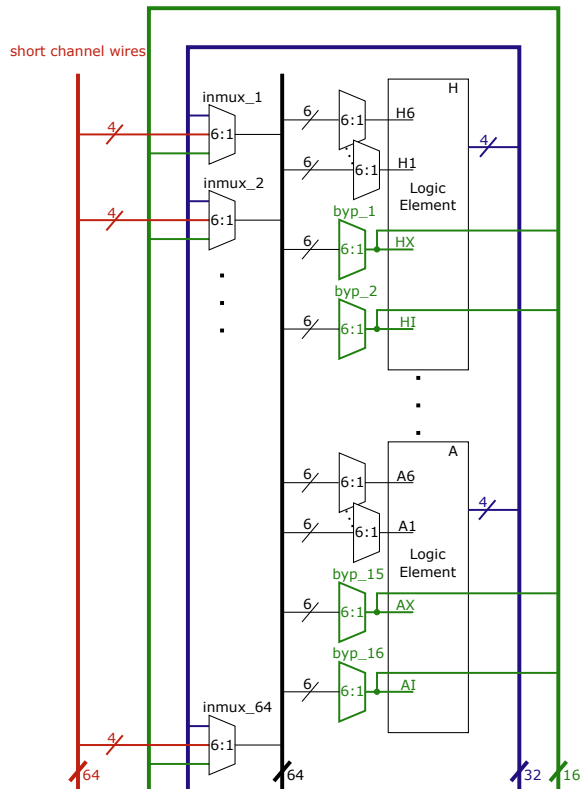 short channel wires
inmux_1
H
6
6:1
H6
4
6:1
4
6
6:1
H1
inmux_2
Logic
Element
byp_1
4
6:1
6
6:1
HX
byp_2
6
6:1
HI
A
6
6:1
A6
4
6
6:1
A1
Logic
Element
byp_15
6
6:1
AX
byp_16
6
6:1
AI
inmux_64
4
6:1
64
64
32
16